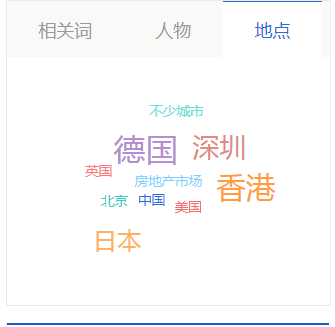 相关词 人物 地点
不少城市
德国 深圳
英国 房地产市场
香港
北京 中国 美国
日本